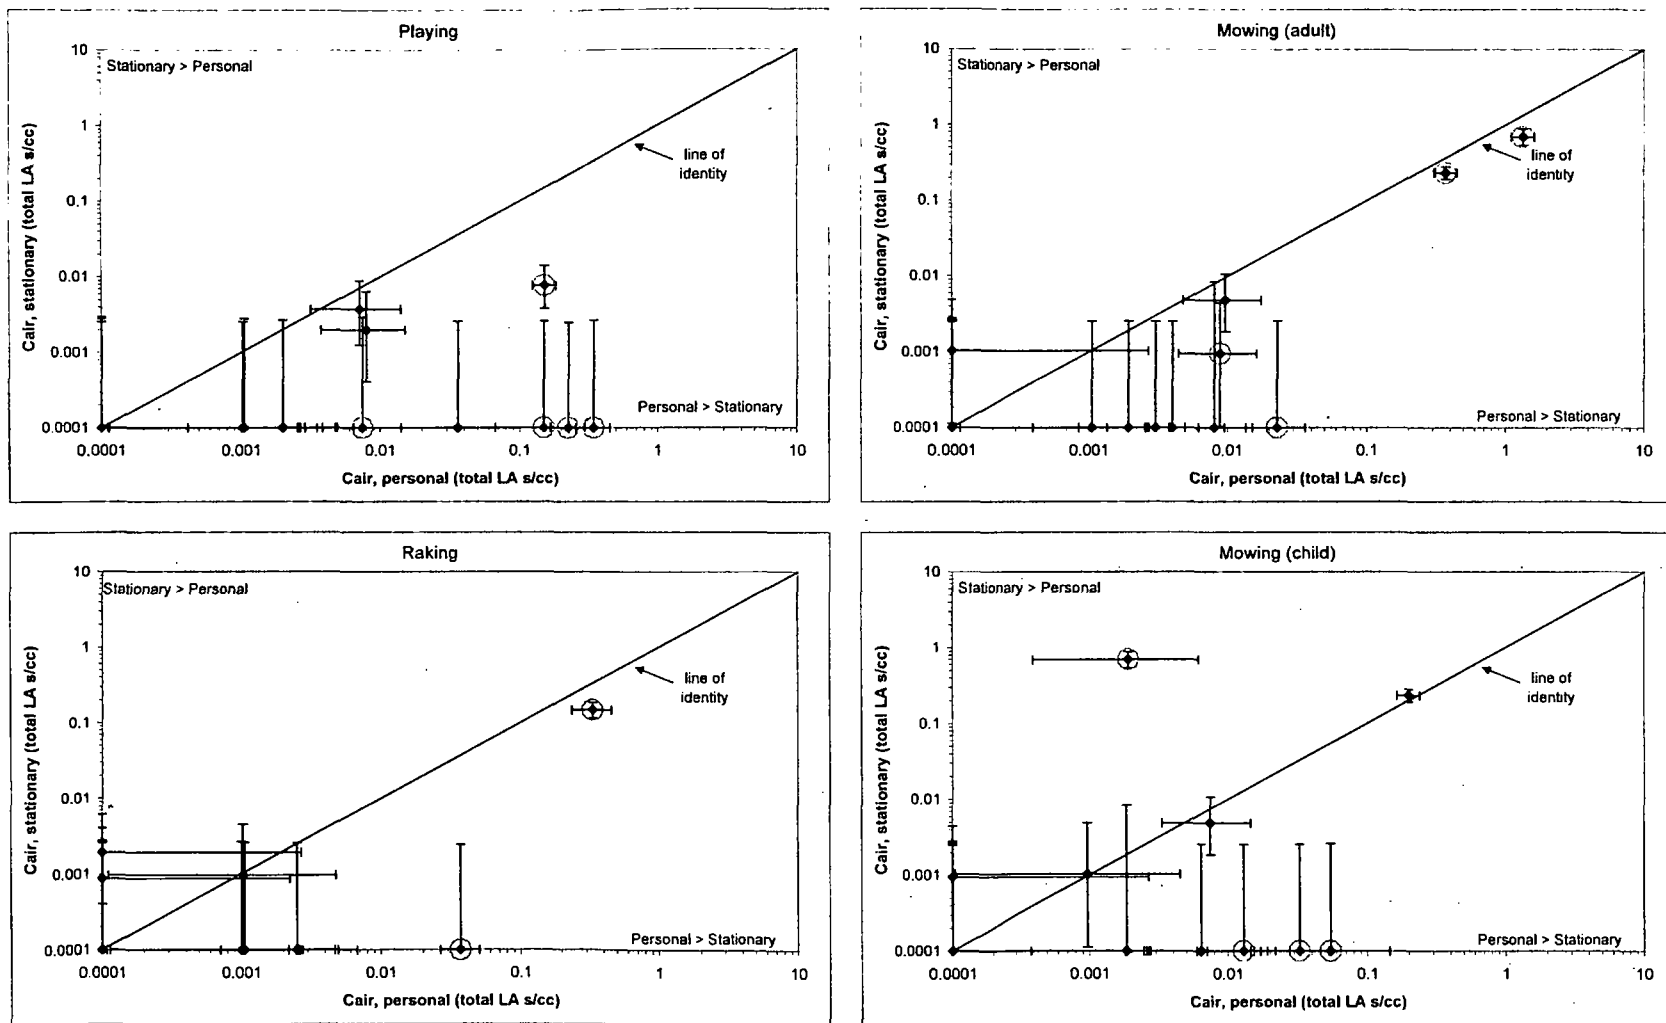 Playing
10
Stationary > Personal
1
line of
identity
0.1
0.01
0.001
Personal > Stationary
0.0001
0.0001
0.001
0.01
0.1
1
10
Cair, stationary (total LA s/cc)
Cair, personal (total LA s/cc)
Mowing (adult)
10
Stationary > Personal
1
line of
identity
0.1
0.01
0.001
Personal > Stationary
0.0001
0.0001
0.001
0.01
0.1
1
10
Cair, stationary (total LA s/cc)
Cair, personal (total LA s/cc)
Raking
10
Stationary > Personal
1
line of
identity
0.1
0.01
0.001
Personal > Stationary
0.0001
0.0001
0.001
0.01
0.1
1
10
Cair, stationary (total LA s/cc)
Cair, personal (total LA s/cc)
Mowing (child)
10
Stationary > Personal
1
line of
identity
0.1
0.01
0.001
Personal > Stationary
0.0001
0.0001
0.001
0.01
0.1
1
10
Cair, stationary (total LA s/cc)
Cair, personal (total LA s/cc)